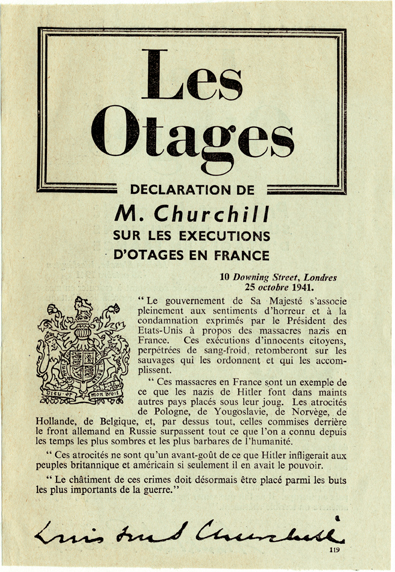 Les
Otages
DECLARATION DE
M. Churchill
SUR LES EXECUTIONS
D'OTAGES EN FRANCE
10 Downing Street, Londres
25 octobre 1941.
" Le gouvernement de Sa Majesté s'associe
pleinement aux sentiments d'horreur et à la
condamnation exprimés par le Président des
Etats-Unis à propos des massacres nazis en
France. Ces exécutions d'innocents citoyens,
perpétrées de sang-froid, retomberont sur les
sauvages qui les ordonnent et qui les accom-
plissent.
" Ces massacres en France sont un exemple de
ce que les nazis de Hitler font dans maints
autres pays placés sous leur joug. Les atrocités
de Pologne, de Yougoslavie, de Norvège, de
Hollande, de Belgique, et, par dessus tout, celles commises derrière
le front allemand en Russie surpassent tout ce que l'on a connu depuis
les temps les plus sombres et les plus barbares de l'humanité.
" Ces atrocités ne sont qu'un avant-goût de ce que Hitler infligerait aux
peuples britannique et américain si seulement il en avait le pouvoir.
" Le châtiment de ces crimes doit désormais être placé parmi les buts
les plus importants de la guerre."
DIEU ET MON DROIT
Winston S. Churchill
119